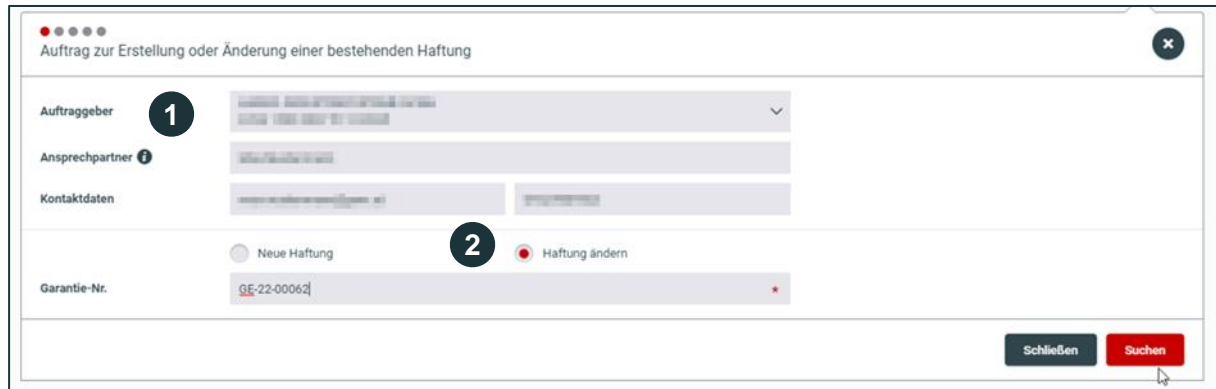 Auftrag zur Erstellung oder Änderung einer bestehenden Haftung
Auftraggeber 1
Ansprechpartner i
Kontaktdaten
Neue Haftung 2 Haftung ändern
Garantie-Nr. GE-22-00062 *
Schließen Suchen